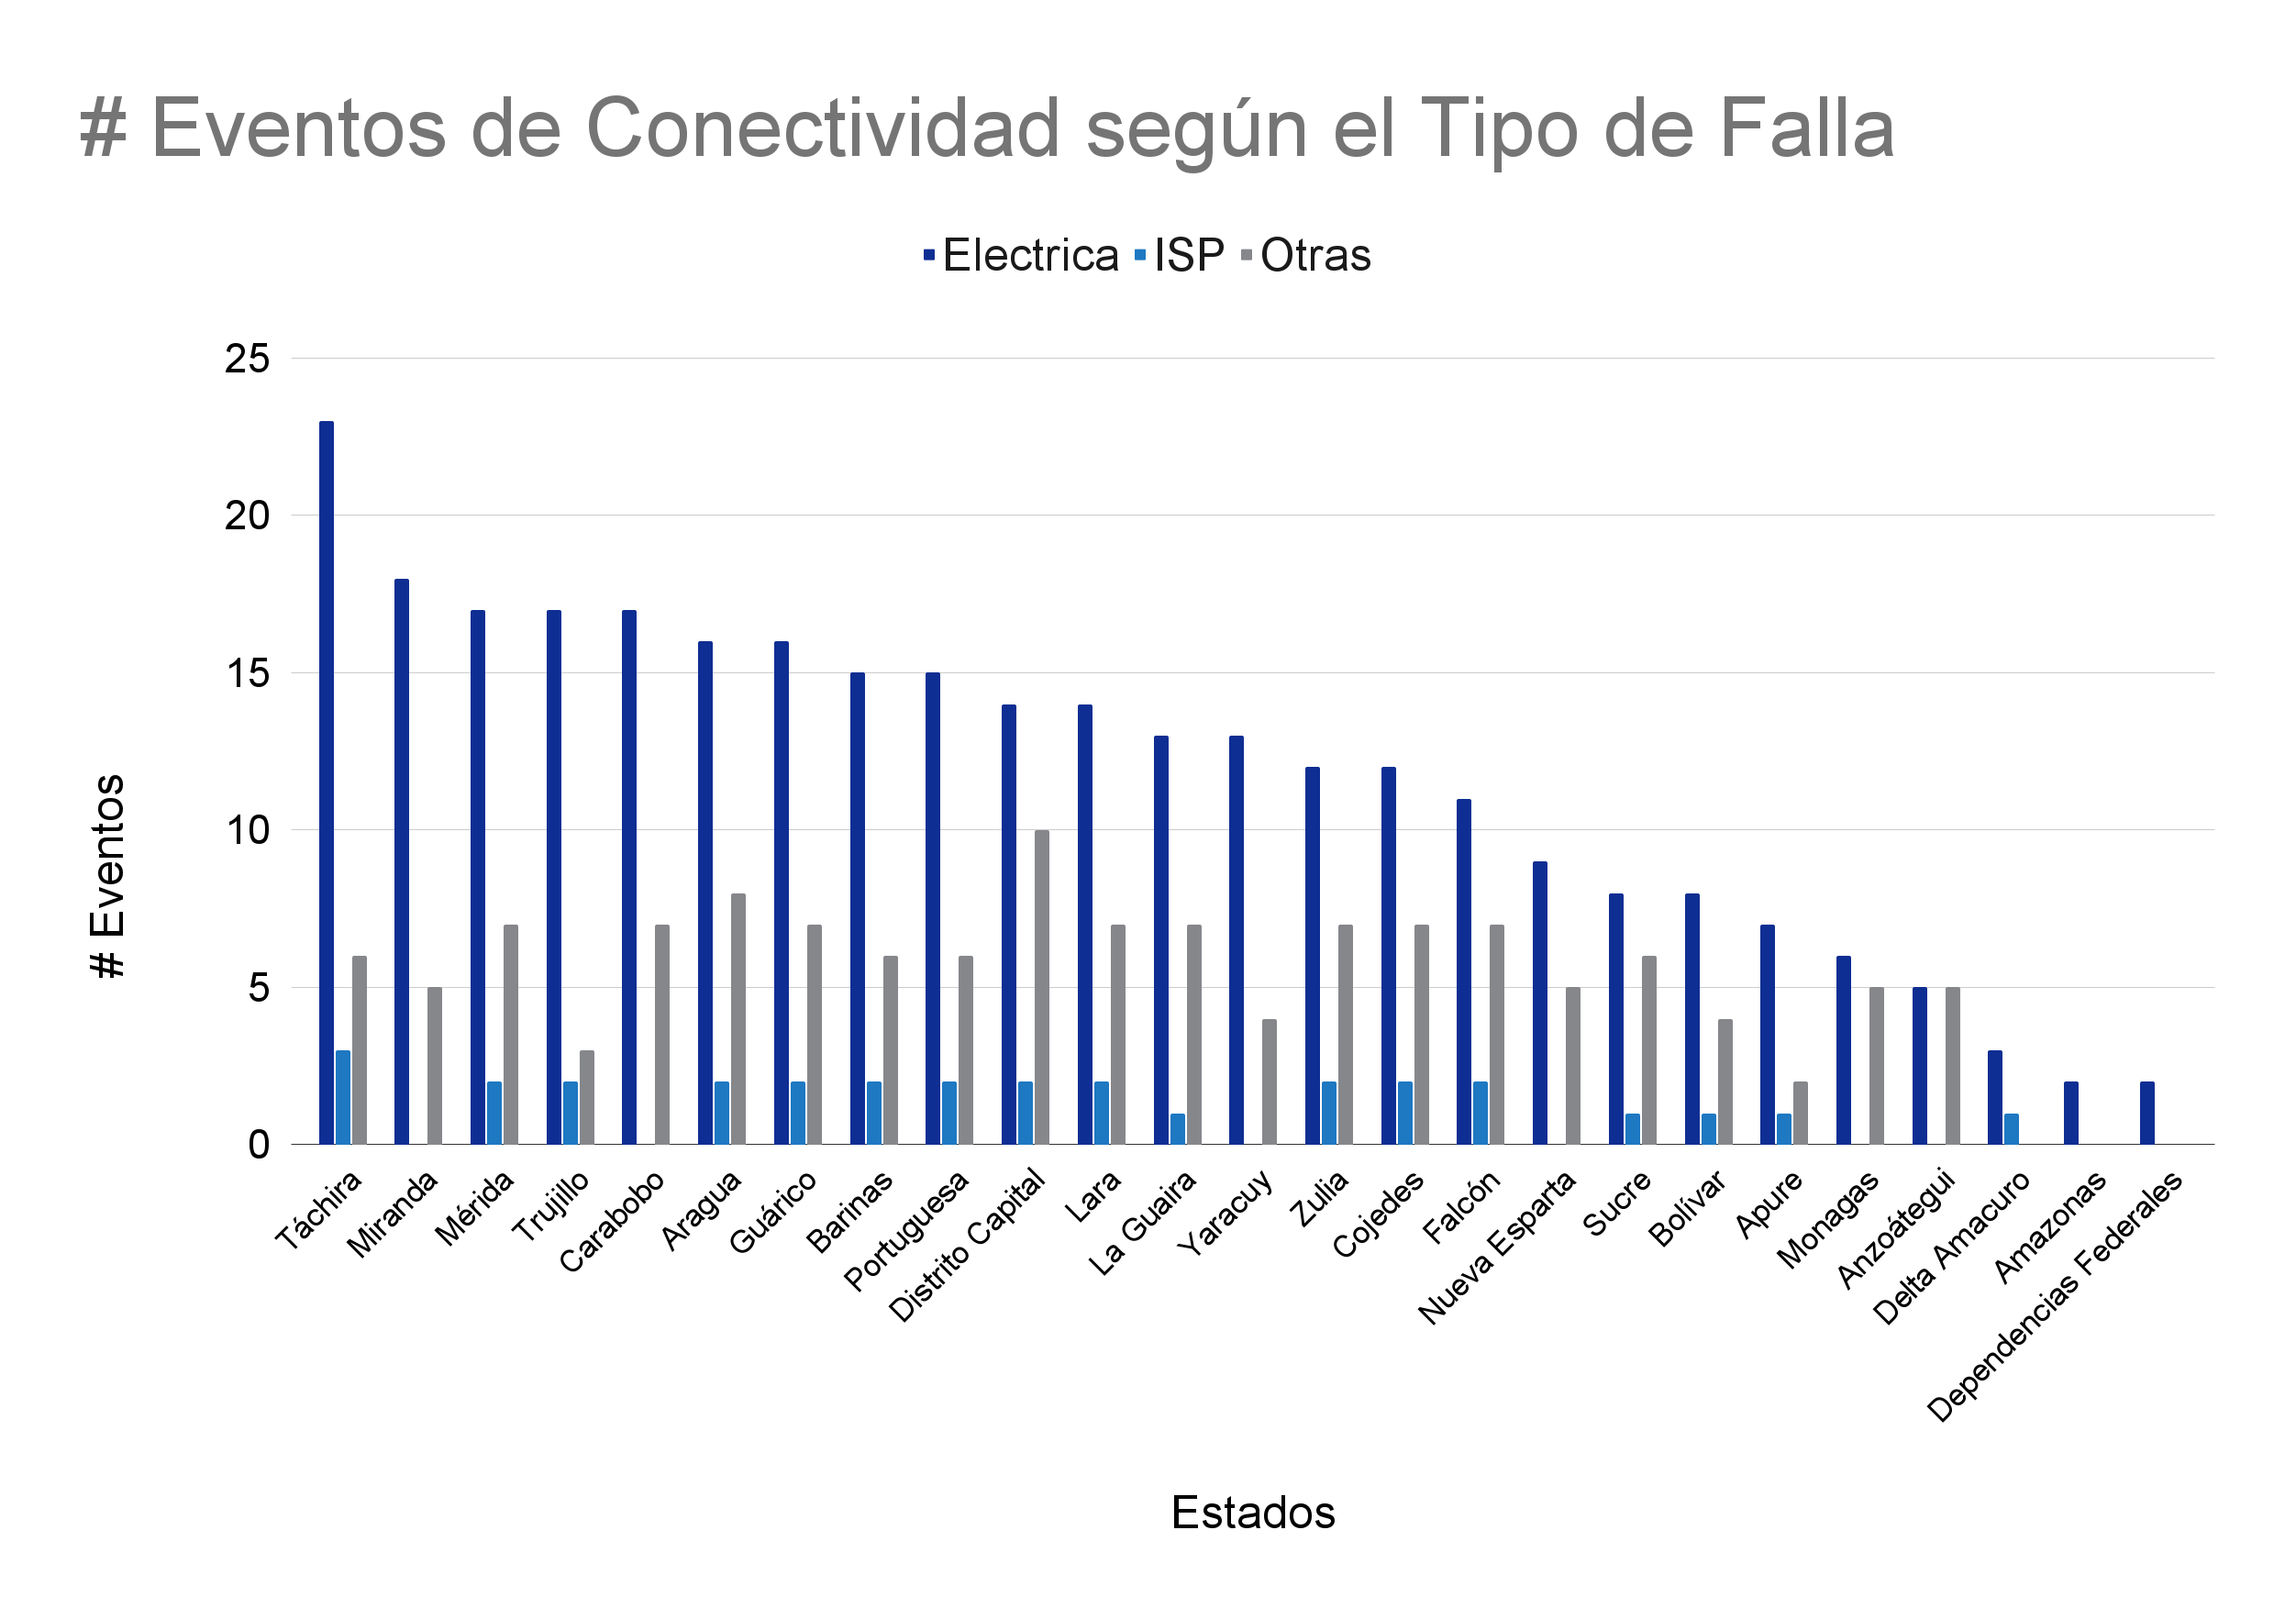 # Eventos de Conectividad según el Tipo de Falla
Electrica ISP Otras
25
20
15
10
5
0
# Eventos
Táchira
Miranda
Mérida
Trujillo
Carabobo
Aragua
Guárico
Barinas
Portuguesa
Distrito Capital
Lara
La Guaira
Yaracuy
Zulia
Cojedes
Falcón
Nueva Esparta
Sucre
Bolívar
Apure
Monagas
Anzoátegui
Delta Amacuro
Amazonas
Dependencias Federales
Estados